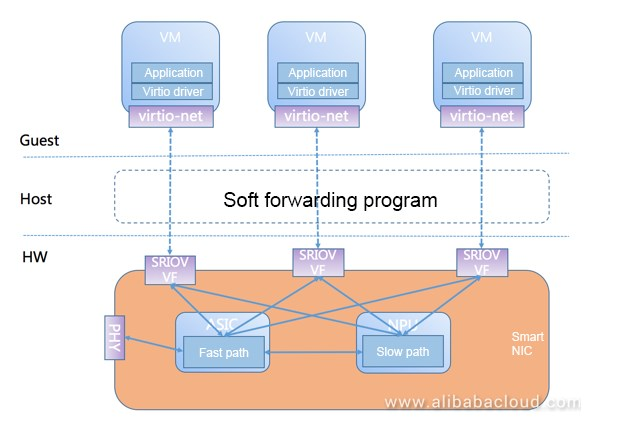 VM VM VM
Application Application Application
Virtio driver Virtio driver Virtio driver
virtio-net virtio-net virtio-net
Guest
Host
Soft forwarding program
HW
SRIOV SRIOV SRIOV
VF VF VF
ASIC NPU
PHY
Fast path Slow path
Smart
NIC
www.alibabacloud.com